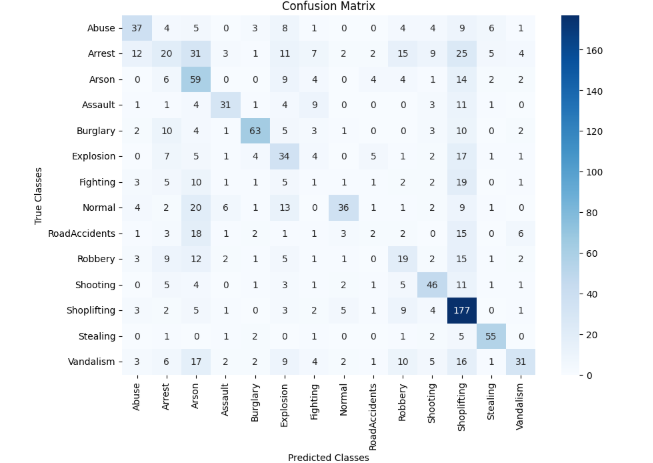 Confusion Matrix
Abuse 37 4 5 0 3 8 1 0 0 4 4 9 6 1
Arrest 12 20 31 3 1 11 7 2 2 15 9 25 5 4
Arson 0 6 59 0 0 9 4 0 4 4 1 14 2 2
Assault 1 1 4 31 1 4 9 0 0 0 3 11 1 0
Burglary 2 10 4 1 63 5 3 1 0 0 3 10 0 2
Explosion 0 7 5 1 4 34 4 0 5 1 2 17 1 1
Fighting 3 5 10 1 1 5 1 1 1 2 2 19 0 1
Normal 4 2 20 6 1 13 0 36 1 1 2 9 1 0
RoadAccidents 1 3 18 1 2 1 1 3 2 2 0 15 0 6
Robbery 3 9 12 2 1 5 1 1 0 19 2 15 1 2
Shooting 0 5 4 0 1 3 1 2 1 5 46 11 1 1
Shoplifting 3 2 5 1 0 3 2 5 1 9 4 177 0 1
Stealing 0 1 0 1 2 0 1 0 0 1 2 5 55 0
Vandalism 3 6 17 2 2 9 4 2 1 10 5 16 1 31
Abuse Arrest Arson Assault Burglary Explosion Fighting Normal RoadAccidents Robbery Shooting Shoplifting Stealing Vandalism
Predicted Classes
True Classes
160
140
120
100
80
60
40
20
0